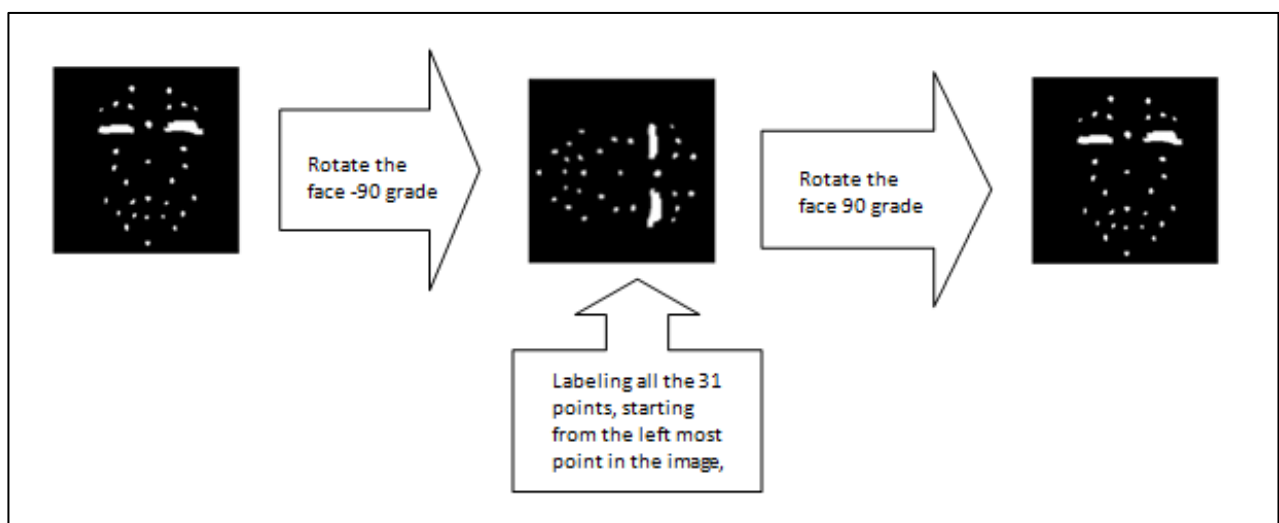 Rotate the
face -90 grade
Rotate the
face 90 grade
Labeling all the 31
points, starting
from the left most
point in the image,